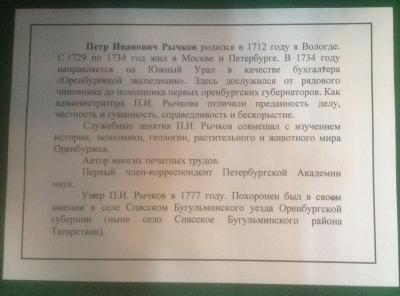 Петр Иванович Рычков родился в 1712 году в Вологде.
С 1729 по 1734 год жил в Москве и Петербурге. В 1734 году
направляется на Южный Урал в качестве бухгалтера
«Оренбургской экспедиции». Здесь дослужился от рядового
чиновника до помощника первых оренбургских губернаторов. Как
администратора П.И. Рычкова отличали преданность делу,
честность и гуманность, справедливость и бескорыстие.
Служебные занятия П.И. Рычков совмещал с изучением
истории, экономики, геологии, растительного и животного мира
Оренбуржья.
Автор многих печатных трудов.
Первый член-корреспондент Петербургской Академии
наук.
Умер П.И. Рычков в 1777 году. Похоронен был в своем
имении в селе Спасском Бугульминского уезда Оренбургской
губернии (ныне село Спасское Бугульминского района
Татарстана).